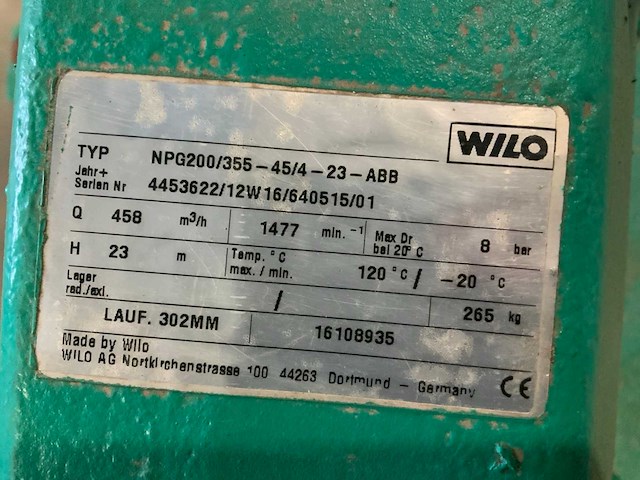 WILO
TYP NPG200/355-45/4-23-ABB
Jahr+
Serien Nr 4453622/12W16/640515/01
Q 458 m³/h 1477 min.⁻¹ Max Dr bei 20°C 8 bar
H 23 m Temp. °C max./min. 120 °C / -20 °C
Lager
rad./axl. / 265 kg
LAUF. 302MM 16108935
Made by Wilo
WILO AG Nortkirchenstrasse 100 44263 Dortmund - Germany CE